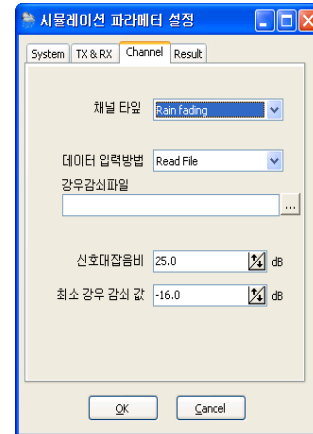 시뮬레이션 파라메터 설정
System TX & RX Channel Result
채널 타입 Rain fading
데이터 입력방법 Read File
강우감쇠파일
...
신호대잡음비 25.0 dB
최소 강우 감쇠 값 -16.0 dB
OK Cancel